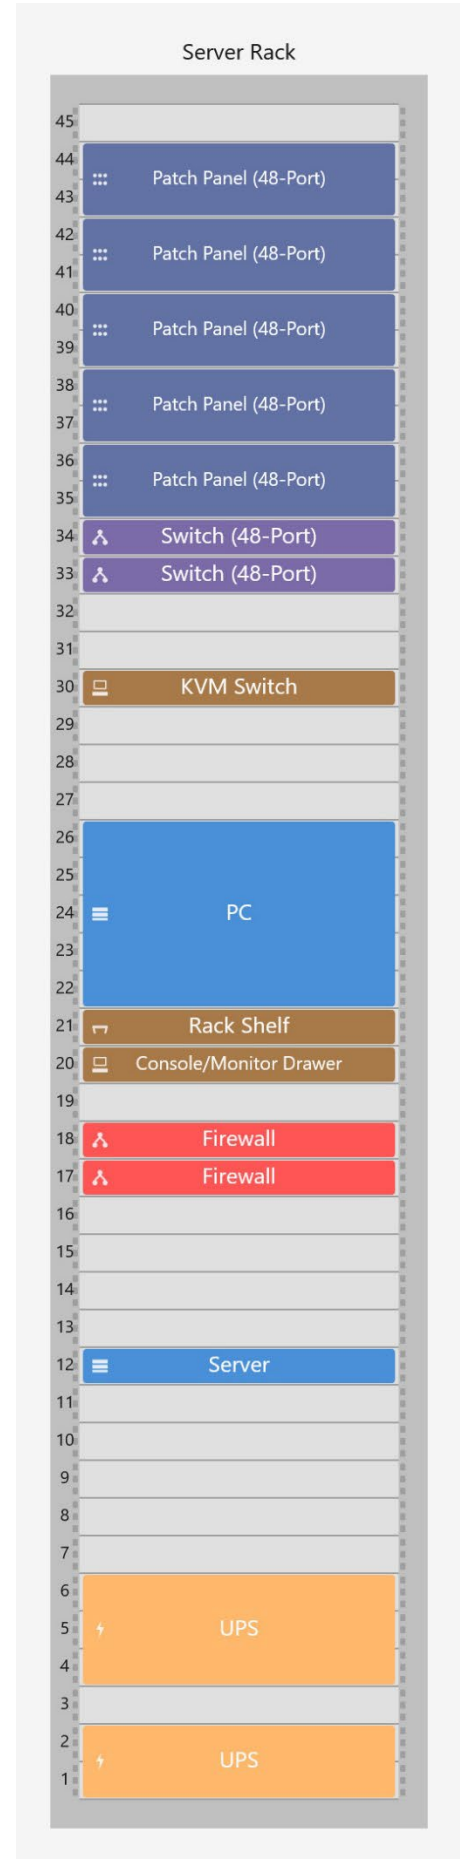 Server Rack
45
44
Patch Panel (48-Port)
43
42
Patch Panel (48-Port)
41
40
Patch Panel (48-Port)
39
38
Patch Panel (48-Port)
37
36
Patch Panel (48-Port)
35
34 Switch (48-Port)
33 Switch (48-Port)
32
31
30 KVM Switch
29
28
27
26
25
24 PC
23
22
21 Rack Shelf
20 Console/Monitor Drawer
19
18 Firewall
17 Firewall
16
15
14
13
12 Server
11
10
9
8
7
6
5 UPS
4
3
2
UPS
1